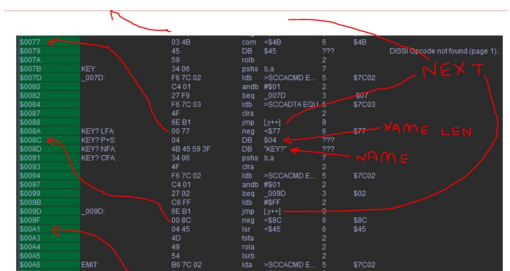 $0077 03 4B com <$4B 6 $4B
$0079 45 DB $45 ??? DISSI Opcode not found (page 1):
$007A 59 rolb 2
$007B KEY: 34 06 pshs b,a 7
$007D _007D: F6 7C 02 ldb >SCCACMD E... 5 $7C02
$0080 C4 01 andb #$01 2
$0082 27 F9 beq _007D 3 $07
$0084 F6 7C 03 ldb >SCCADTA EQU 5 $7C03
$0087 4F clra 2
$0088 6E B1 jmp [,y++] 9
$008A KEY? LFA: 00 77 neg <$77 6 $77
$008C KEY? P+B: 04 DB $04 ???
$008D KEY? NFA: 4B 45 59 3F DB "KEY?" ???
$0091 KEY? CFA: 34 06 pshs b,a 7
$0093 4F clra 2
$0094 F6 7C 02 ldb >SCCACMD E... 5 $7C02
$0097 C4 01 andb #$01 2
$0099 27 02 beq _009D 3 $02
$009B C6 FF ldb #$FF 2
$009D _009D: 6E B1 jmp [,y++] 9
$009F 00 8C neg <$8C 6 $8C
$00A1 04 45 lsr <$45 6 $45
$00A3 4D tsta 2
$00A4 49 rola 2
$00A5 54 lsrb 2
$00A6 EMIT: B6 7C 02 lda >SCCACMD E... 5 $7C02
NEXT
NAME LEN
NAME